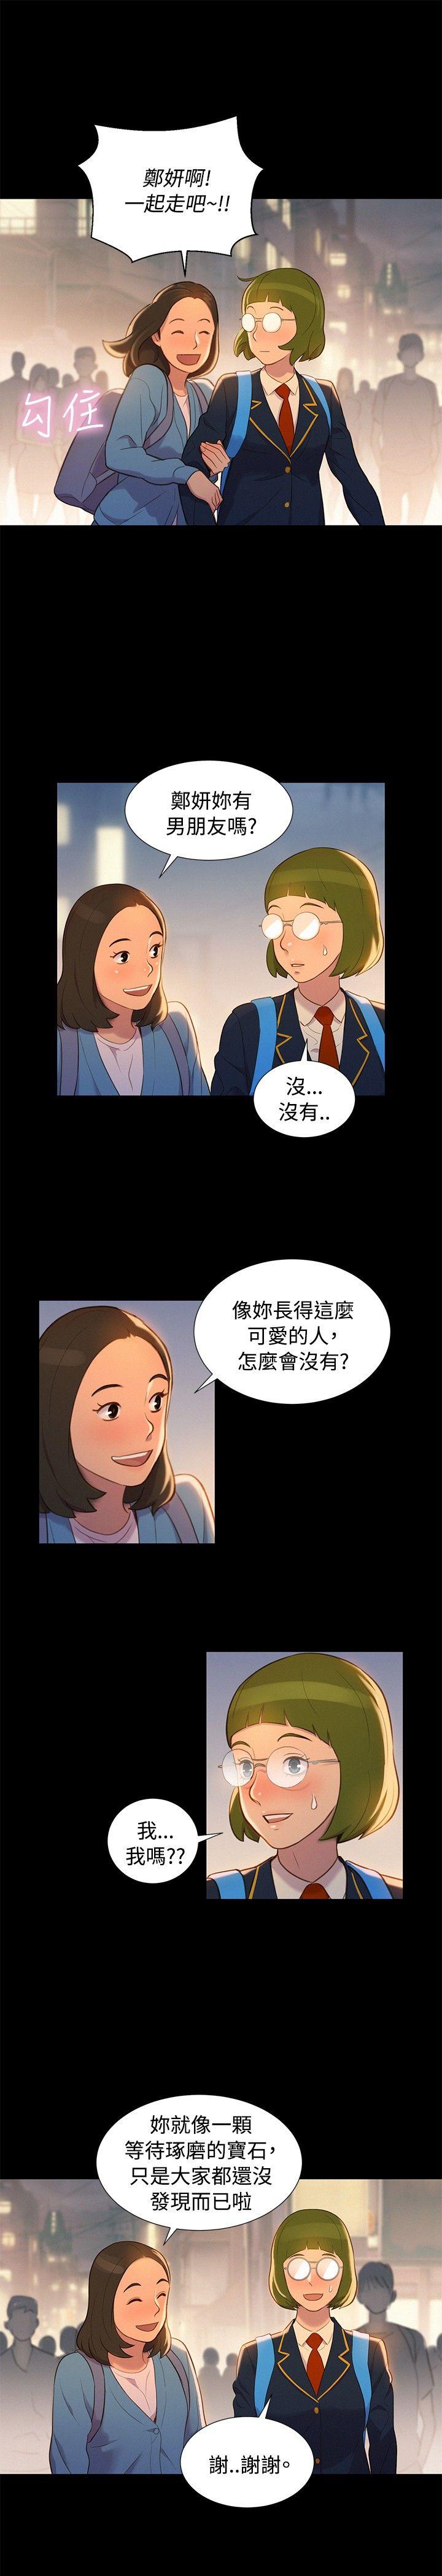 鄭妍啊!
一起走吧~!!
勾住
鄭妍妳有
男朋友嗎?
沒...
沒有..
像妳長得這麼
可愛的人，
怎麼會沒有?
我...
我嗎??
妳就像一顆
等待琢磨的寶石，
只是大家都還沒
發現而已啦
謝..謝謝。